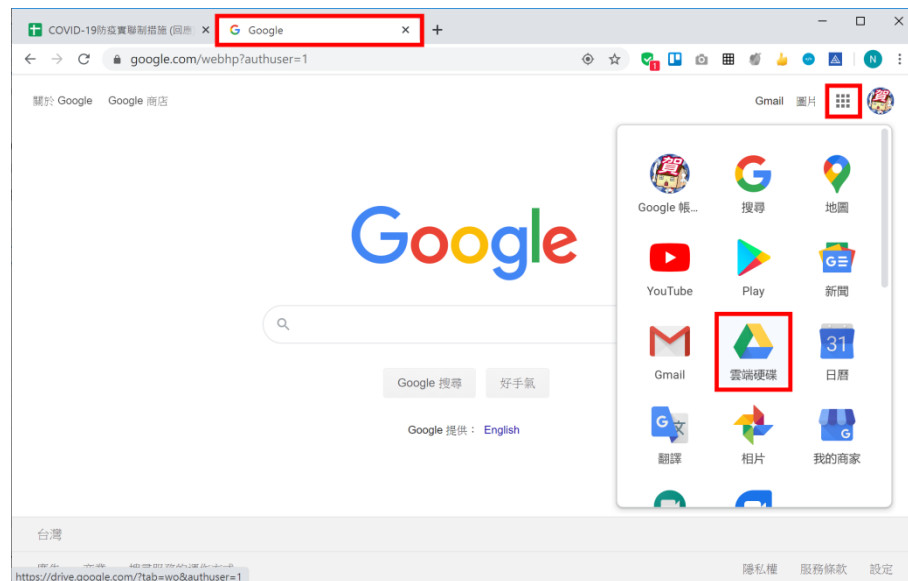 COVID-19防疫實聯制措施 (回應
Google
google.com/webhp?authuser=1
1
N
關於 Google Google 商店
Gmail 圖片
賀
Google
Google 搜尋 好手氣
Google 提供： English
賀
Google 帳... 搜尋 地圖
YouTube Play 新聞
31
Gmail 雲端硬碟 日曆
翻譯 相片 我的商家
台灣
https://drive.google.com/?tab=wo&authuser=1
隱私權 服務條款 設定